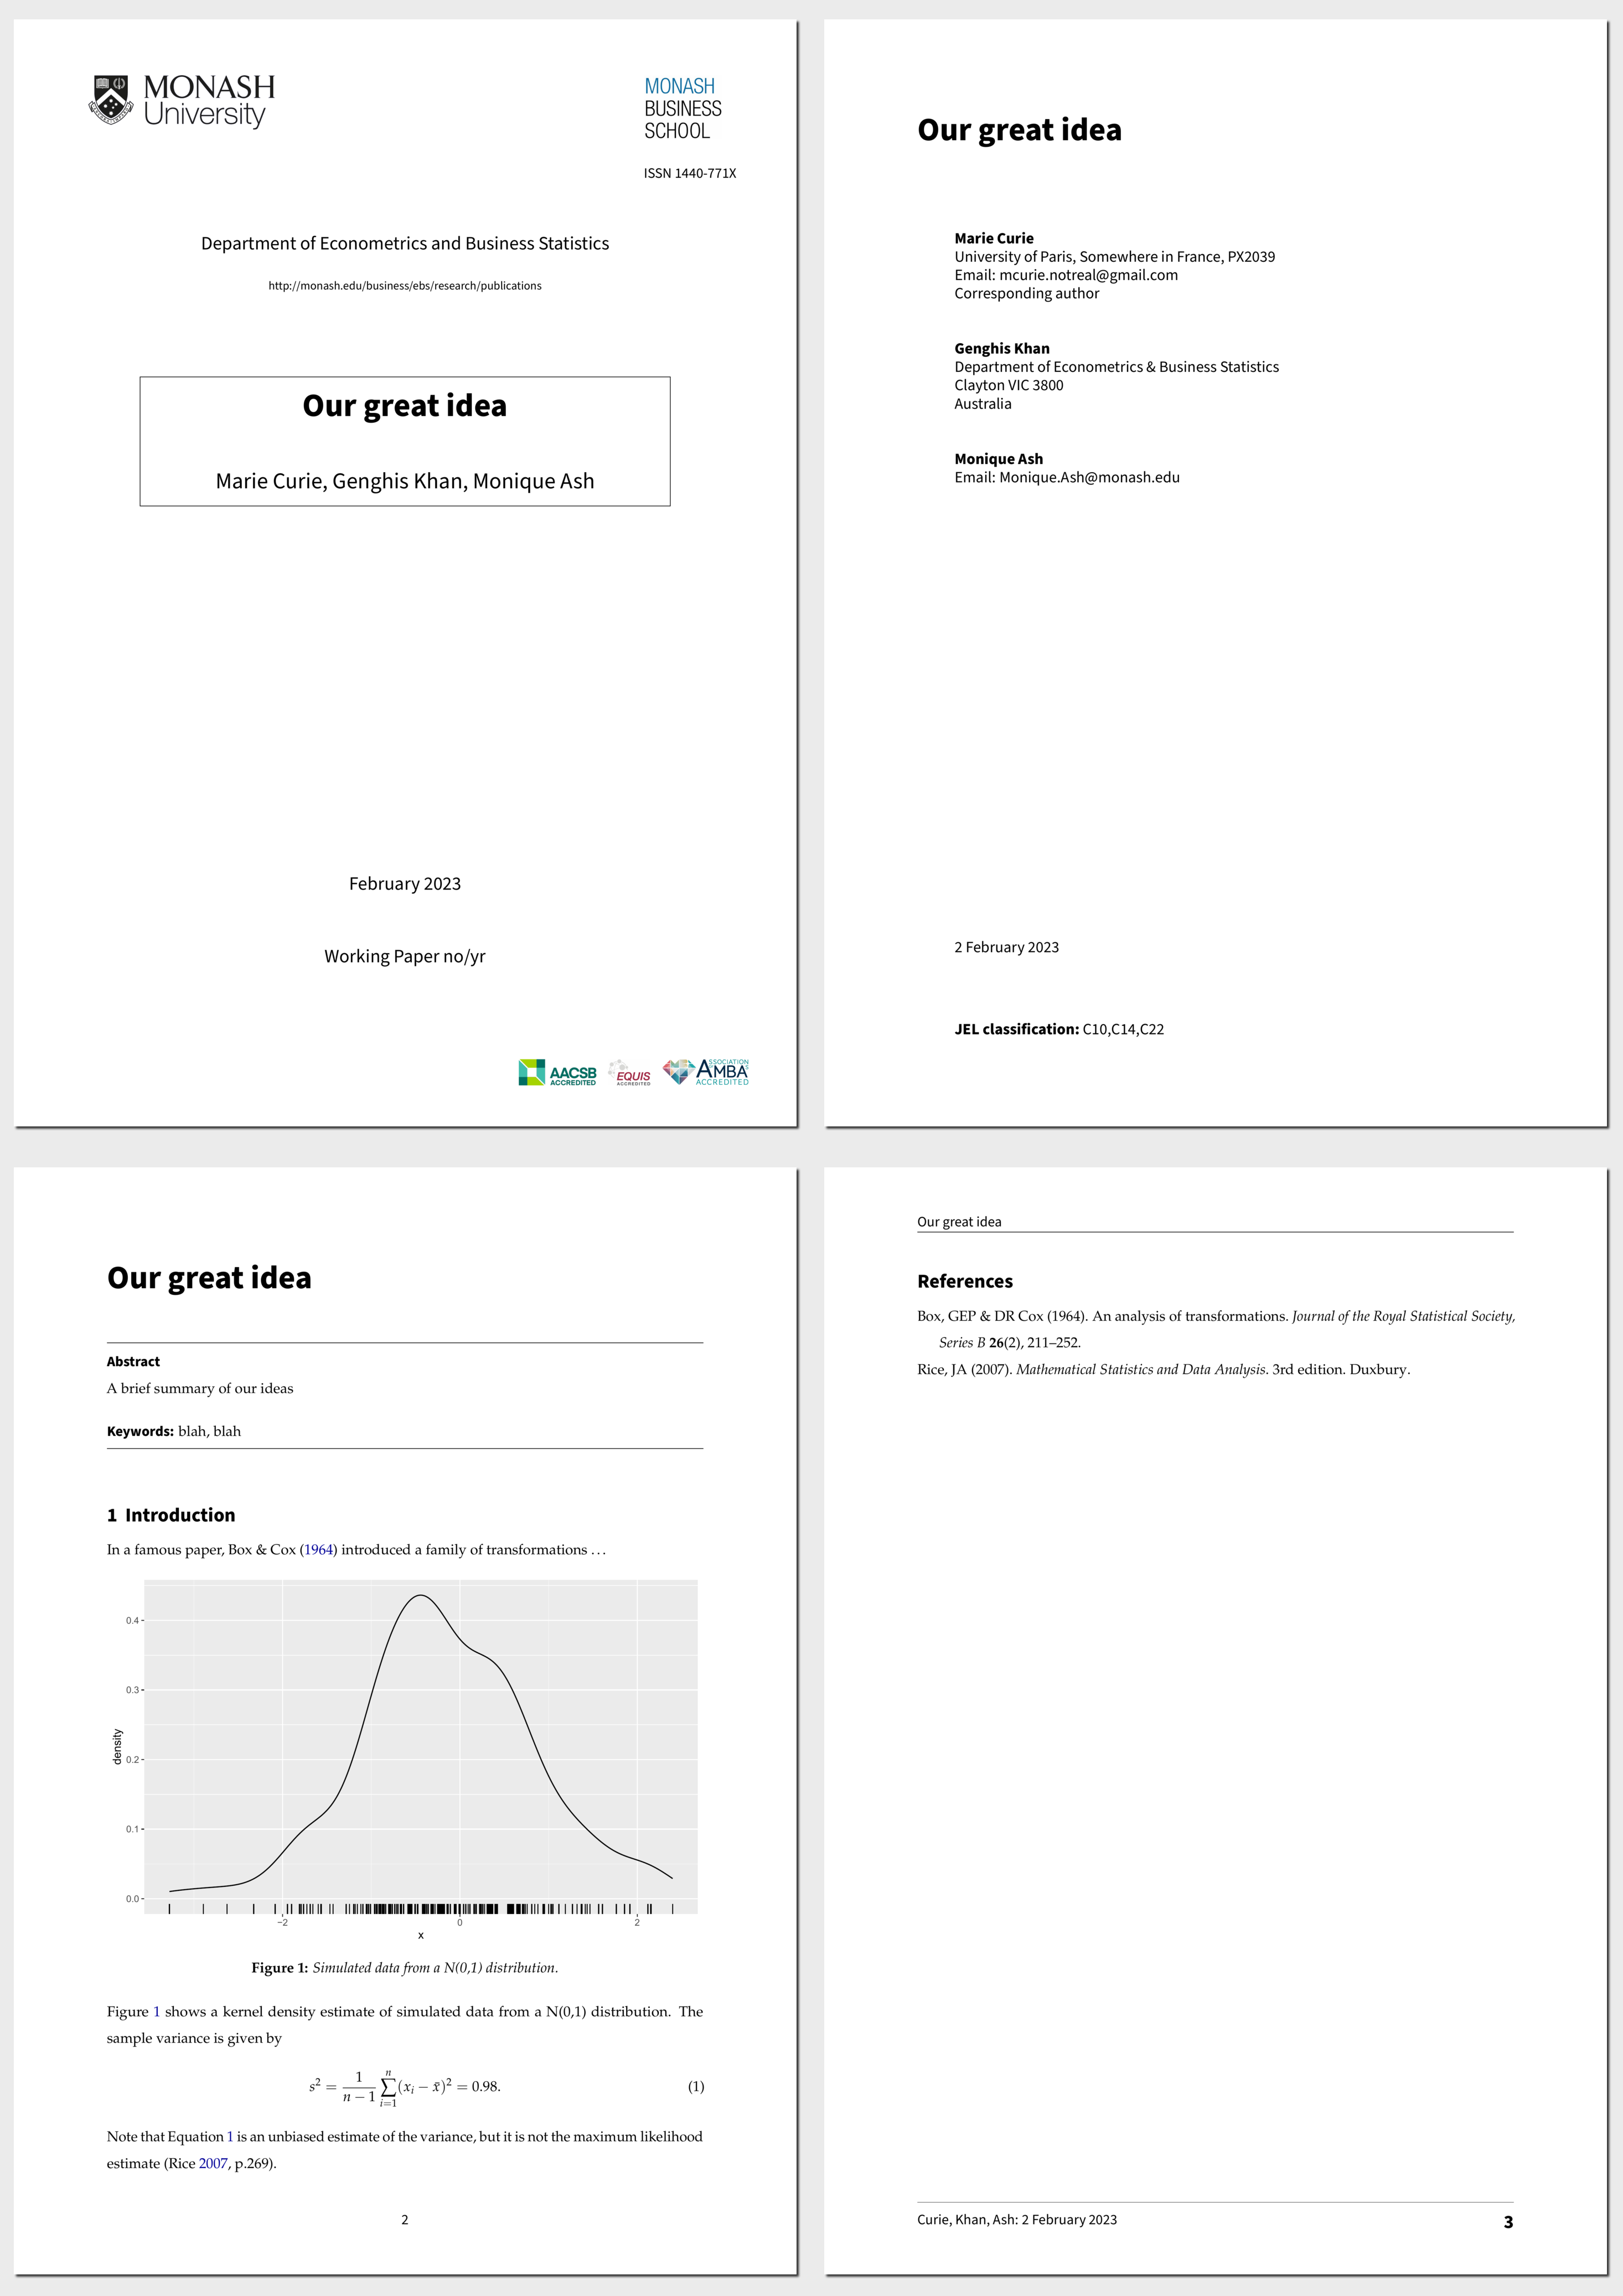 MONASH
University
MONASH
BUSINESS
SCHOOL
ISSN 1440-771X
Department of Econometrics and Business Statistics
http://monash.edu/business/ebs/research/publications
Our great idea
Marie Curie, Genghis Khan, Monique Ash
February 2023
Working Paper no/yr
AACSB
ACCREDITED
EQUIS
ACCREDITED
ASSOCIATION
AMBA
ACCREDITED
Our great idea
Marie Curie
University of Paris, Somewhere in France, PX2039
Email: mcurie.notreal@gmail.com
Corresponding author
Genghis Khan
Department of Econometrics & Business Statistics
Clayton VIC 3800
Australia
Monique Ash
Email: Monique.Ash@monash.edu
2 February 2023
JEL classification: C10,C14,C22
Our great idea
Abstract
A brief summary of our ideas
Keywords: blah, blah
1 Introduction
In a famous paper, Box & Cox (1964) introduced a family of transformations …
0.4
0.3
0.2
0.1
0.0
density
−2 0 2
x
Figure 1: Simulated data from a N(0,1) distribution.
Figure 1 shows a kernel density estimate of simulated data from a N(0,1) distribution. The
sample variance is given by
s² = 1/(n − 1) ∑ⁿᵢ₌₁ (xᵢ − x̄)² = 0.98. (1)
Note that Equation 1 is an unbiased estimate of the variance, but it is not the maximum likelihood
estimate (Rice 2007, p.269).
2
Our great idea
References
Box, GEP & DR Cox (1964). An analysis of transformations. Journal of the Royal Statistical Society,
Series B 26(2), 211–252.
Rice, JA (2007). Mathematical Statistics and Data Analysis. 3rd edition. Duxbury.
Curie, Khan, Ash: 2 February 2023
3